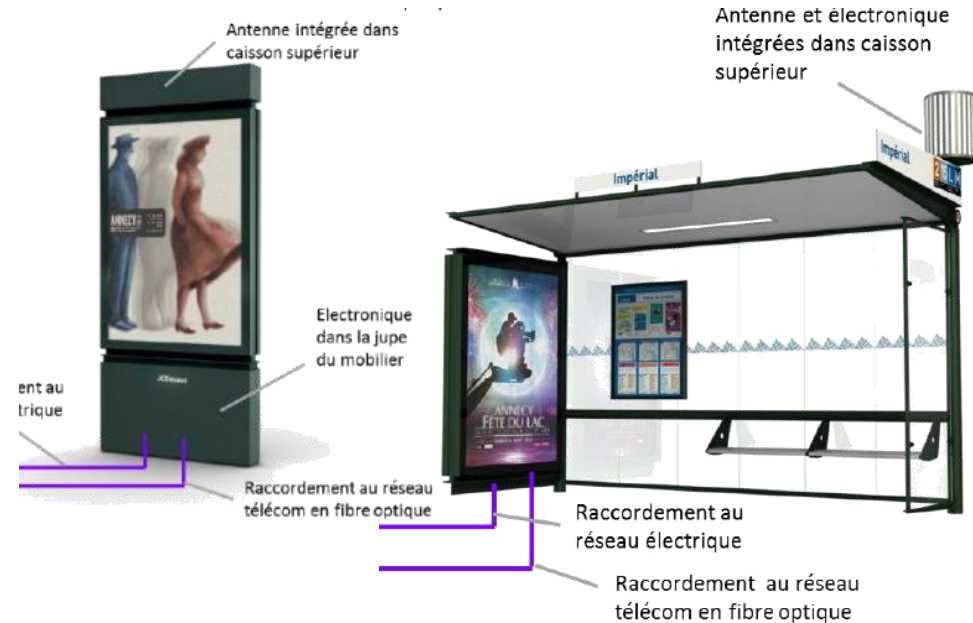 Antenne intégrée dans
caisson supérieur
Antenne et électronique
intégrées dans caisson
supérieur
Impérial
Impérial
2
ANNECY
Electronique
dans la jupe
du mobilier
JCDecaux
ent au
trique
Raccordement au réseau
télécom en fibre optique
ANNECY
FÊTE DU LAC
Raccordement au
réseau électrique
Raccordement au réseau
télécom en fibre optique